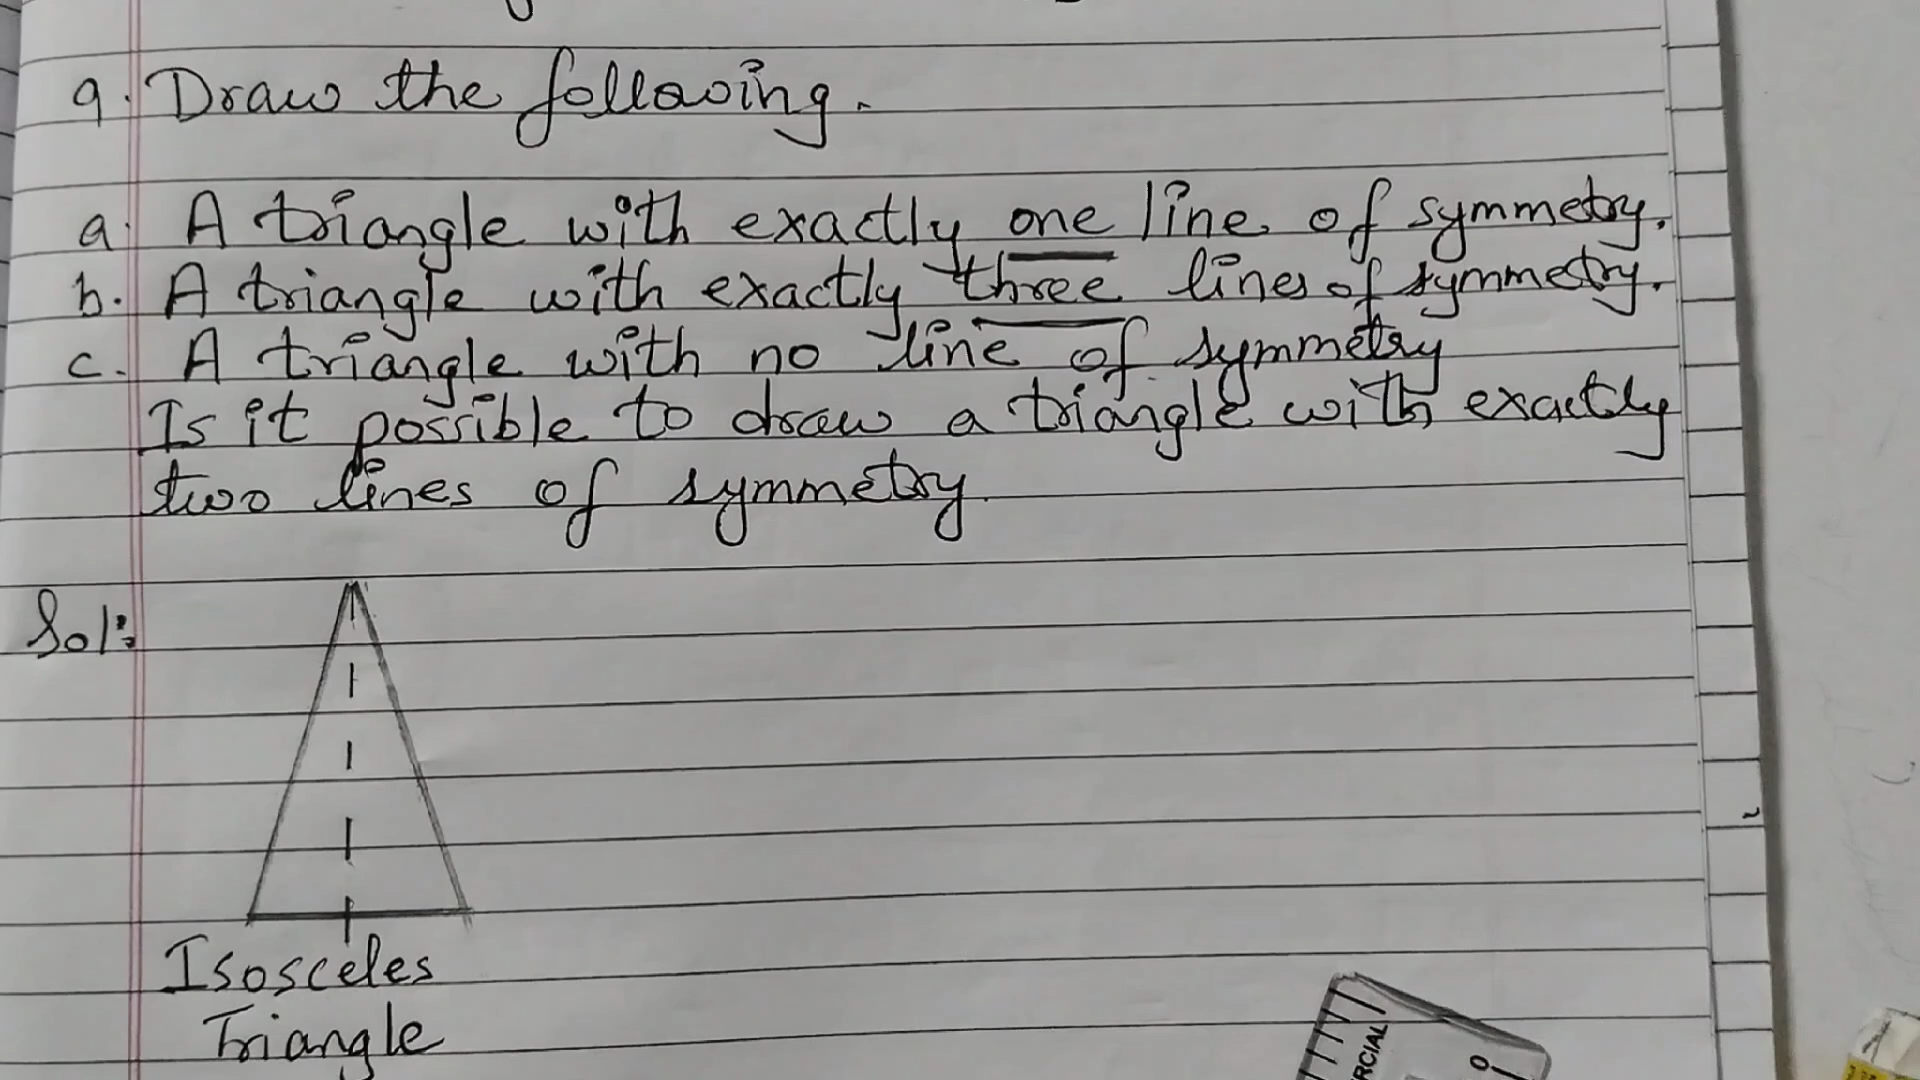 9. Draw the following.
a. A triangle with exactly one line of symmetry.
b. A triangle with exactly three lines of symmetry.
c. A triangle with no line of symmetry
Is it possible to draw a triangle with exactly
two lines of symmetry.
Sol:
Isosceles
Triangle
RCIAL